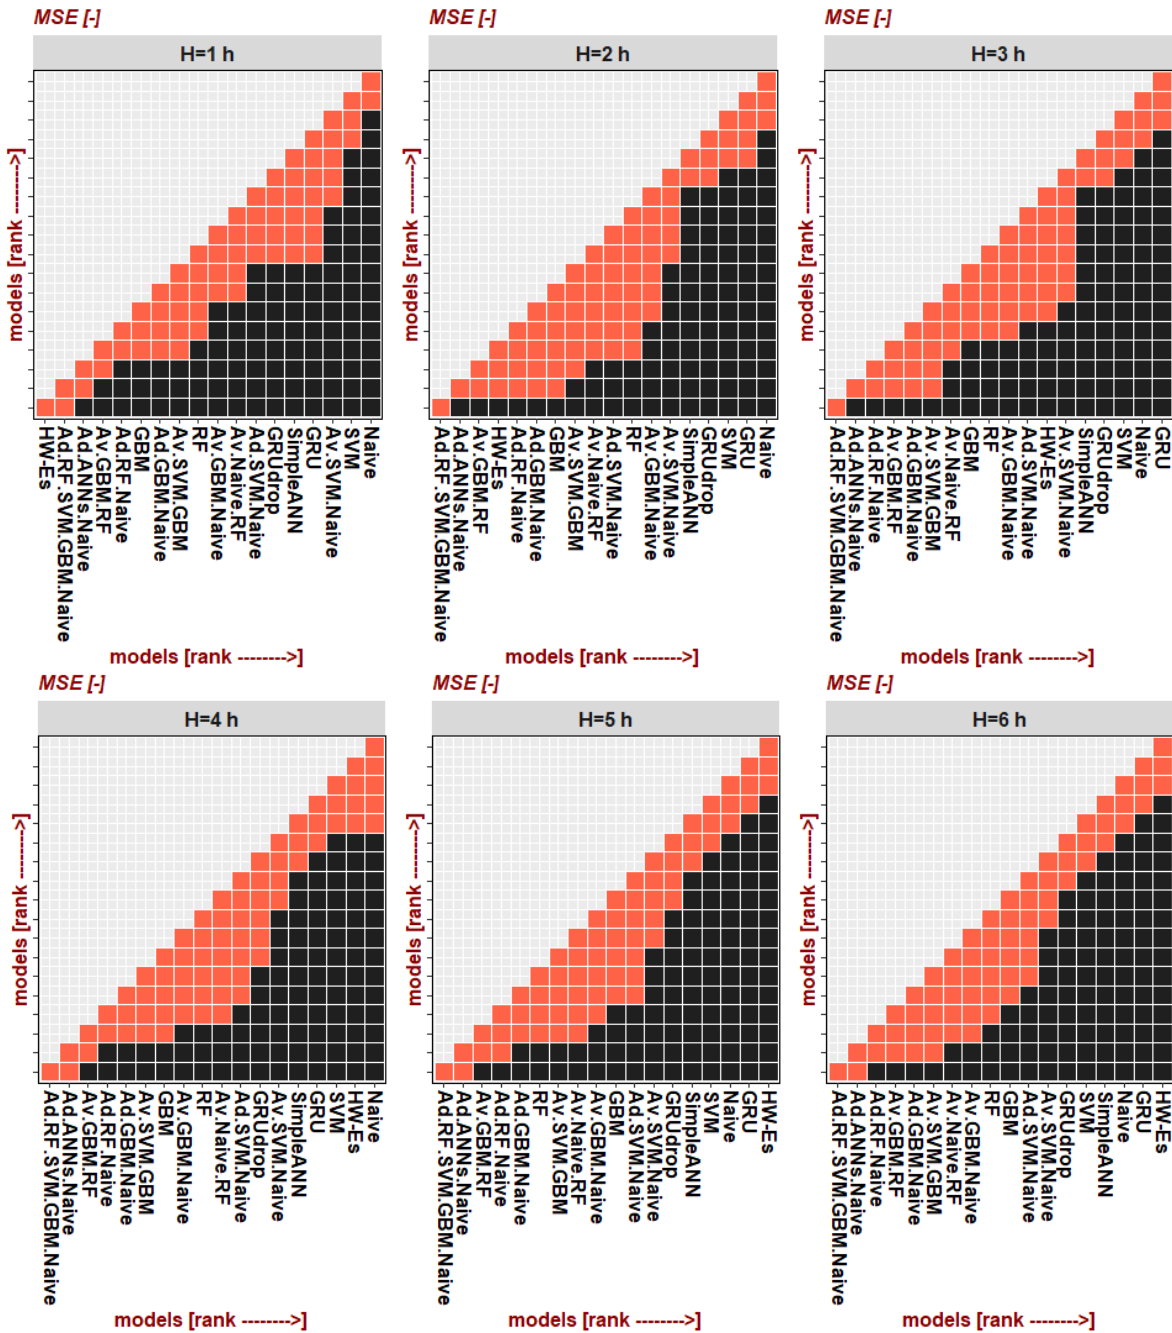 MSE [-]
MSE [-]
MSE [-]
H=1 h
H=2 h
H=3 h
models [rank -------->]
models [rank -------->]
models [rank -------->]
HW-Es
Ad.RF.SVM.GBM.Naive
Ad.ANNs.Naive
Av.GBM.RF
Ad.RF.Naive
GBM
Ad.GBM.Naive
Av.SVM.GBM
RF
Av.GBM.Naive
Av.Naive.RF
Ad.SVM.Naive
GRUdrop
SimpleANN
GRU
Av.SVM.Naive
SVM
Naive
Ad.RF.SVM.GBM.Naive
Ad.ANNs.Naive
Av.GBM.RF
HW-Es
Ad.RF.Naive
Ad.GBM.Naive
GBM
Av.SVM.GBM
Av.Naive.RF
Ad.SVM.Naive
RF
Av.GBM.Naive
Av.SVM.Naive
SimpleANN
GRUdrop
SVM
GRU
Naive
Ad.RF.SVM.GBM.Naive
Ad.ANNs.Naive
Ad.RF.Naive
Av.GBM.RF
Ad.GBM.Naive
Av.SVM.GBM
Av.Naive.RF
GBM
RF
Av.GBM.Naive
Ad.SVM.Naive
HW-Es
Av.SVM.Naive
SimpleANN
GRUdrop
SVM
Naive
GRU
models [rank -------->]
models [rank -------->]
models [rank -------->]
MSE [-]
MSE [-]
MSE [-]
H=4 h
H=5 h
H=6 h
models [rank -------->]
models [rank -------->]
models [rank -------->]
Ad.RF.SVM.GBM.Naive
Ad.ANNs.Naive
Av.GBM.RF
Ad.RF.Naive
Ad.GBM.Naive
Av.SVM.GBM
GBM
Av.GBM.Naive
RF
Av.Naive.RF
Ad.SVM.Naive
GRUdrop
Av.SVM.Naive
SimpleANN
GRU
SVM
HW-Es
Naive
Ad.RF.SVM.GBM.Naive
Ad.ANNs.Naive
Av.GBM.RF
Ad.RF.Naive
Ad.GBM.Naive
RF
Av.SVM.GBM
Av.Naive.RF
Av.GBM.Naive
GBM
Ad.SVM.Naive
Av.SVM.Naive
GRUdrop
SimpleANN
SVM
Naive
GRU
HW-Es
Ad.RF.SVM.GBM.Naive
Ad.ANNs.Naive
Ad.RF.Naive
Av.GBM.RF
Ad.GBM.Naive
Av.SVM.GBM
Av.Naive.RF
Av.GBM.Naive
RF
GBM
Ad.SVM.Naive
Av.SVM.Naive
GRUdrop
SVM
SimpleANN
Naive
GRU
HW-Es
models [rank -------->]
models [rank -------->]
models [rank -------->]